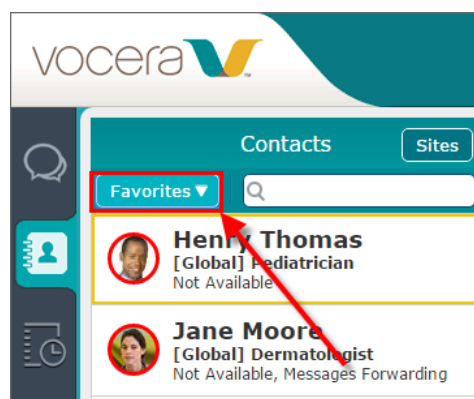 vocera
Contacts
Sites
Favorites ▼
Henry Thomas
[Global] Pediatrician
Not Available
Jane Moore
[Global] Dermatologist
Not Available, Messages Forwarding